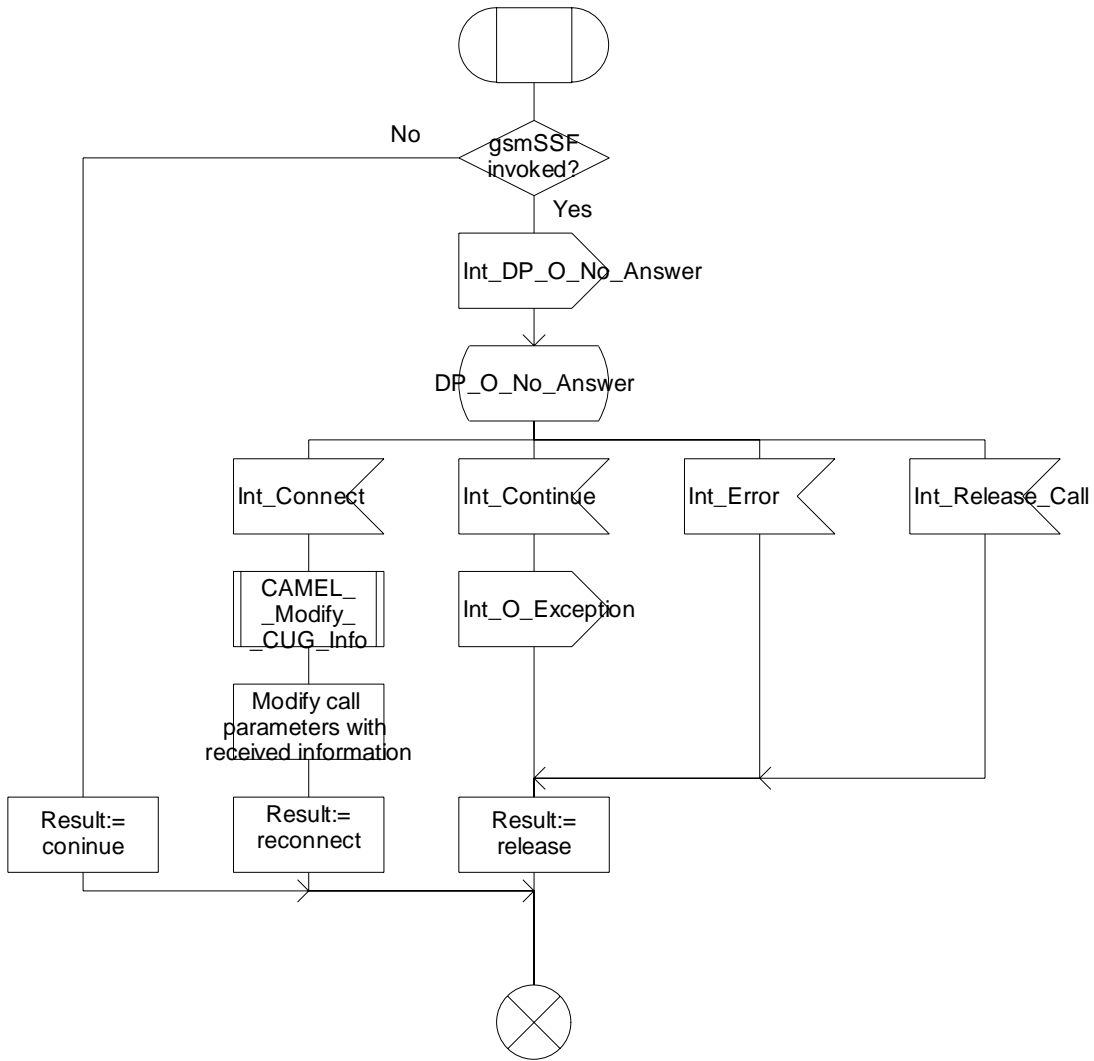 No
gsmSSF
invoked?
Yes
Int_DP_O_No_Answer
DP_O_No_Answer
Int_Connect
Int_Continue
Int_Error
Int_Release_Call
CAMEL_
_Modify_
_CUG_Info
Int_O_Exception
Modify call
parameters with
received information
Result:=
coninue
Result:=
reconnect
Result:=
release